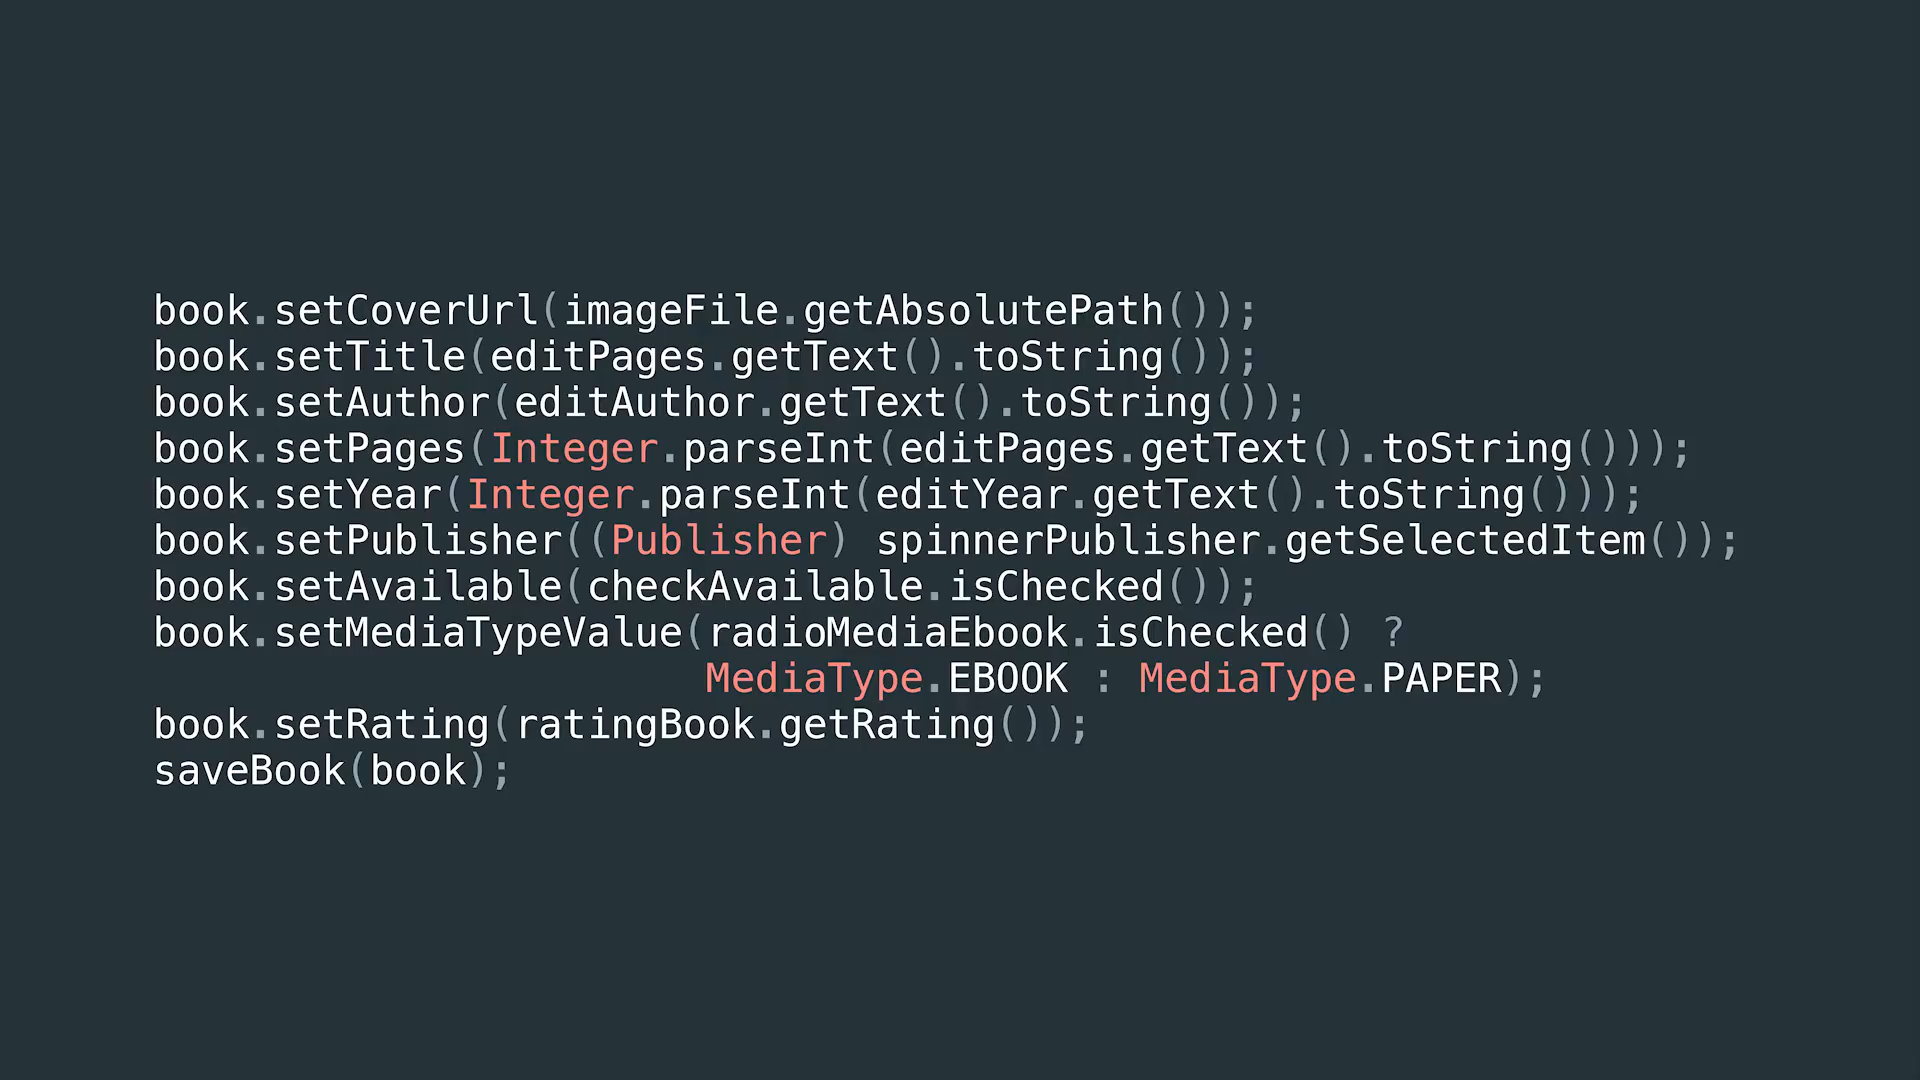 book.setCoverUrl(imageFile.getAbsolutePath());
book.setTitle(editPages.getText().toString());
book.setAuthor(editAuthor.getText().toString());
book.setPages(Integer.parseInt(editPages.getText().toString()));
book.setYear(Integer.parseInt(editYear.getText().toString()));
book.setPublisher((Publisher) spinnerPublisher.getSelectedItem());
book.setAvailable(checkAvailable.isChecked());
book.setMediaTypeValue(radioMediaEbook.isChecked() ?
MediaType.EBOOK : MediaType.PAPER);
book.setRating(ratingBook.getRating());
saveBook(book);